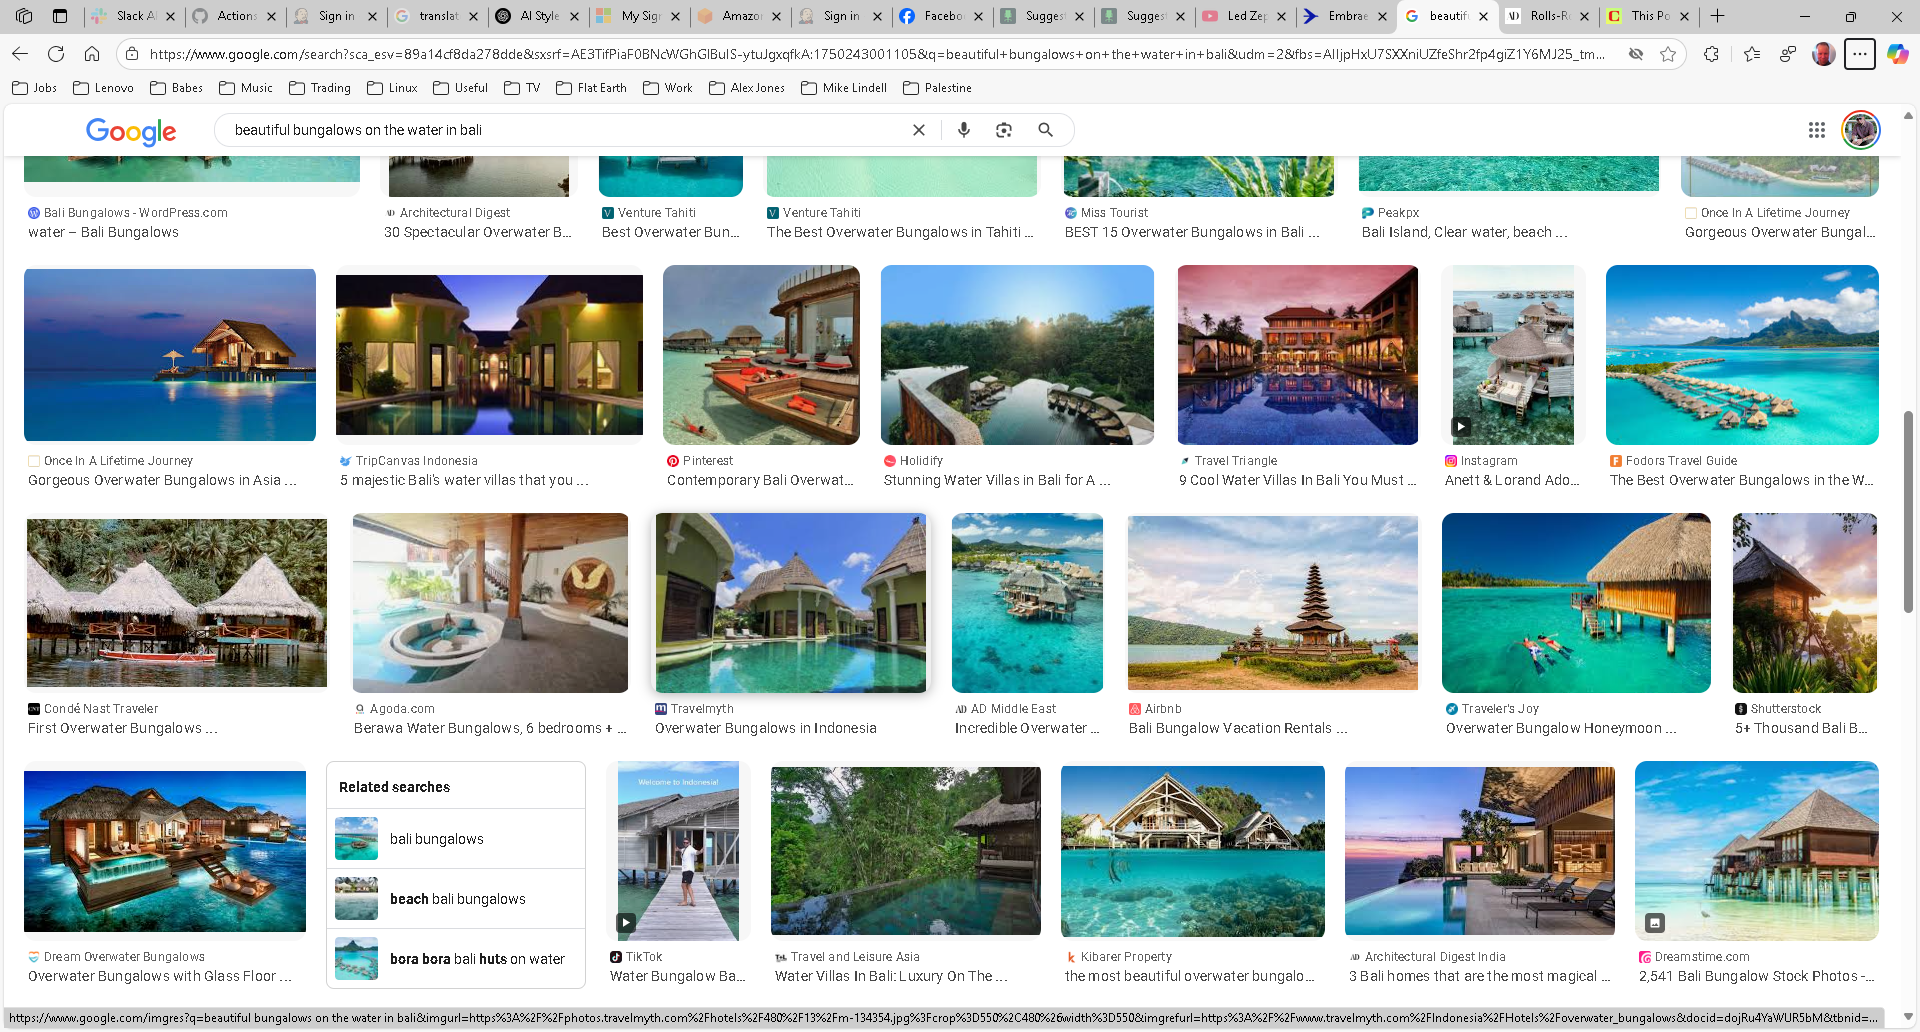 Slack A
Actions
Sign in
translat
AI Style
My Sig
Amazo
Sign in
Facebo
Sugges
Sugges
Led Ze
Embrae
beautif
Rolls-R
This Po
https://www.google.com/search?sca_esv=89a14cf8da278dde&sxsrf=AE3TifPiaF0BNcWGhGlBuIS-ytuJgxqfkA:1750243001105&q=beautiful+bungalows+on+the+water+in+bali&udm=2&fbs=AIIjpHxU7SXXniUZfeShr2fp4giZ1Y6MJ25_tm...
Jobs
Lenovo
Babes
Music
Trading
Linux
Useful
TV
Flat Earth
Work
Alex Jones
Mike Lindell
Palestine
Google
beautiful bungalows on the water in bali
Bali Bungalows - WordPress.com
water – Bali Bungalows
Architectural Digest
30 Spectacular Overwater B...
Venture Tahiti
Best Overwater Bun...
Venture Tahiti
The Best Overwater Bungalows in Tahiti ...
Miss Tourist
BEST 15 Overwater Bungalows in Bali ...
Peakpx
Bali Island, Clear water, beach ...
Once In A Lifetime Journey
Gorgeous Overwater Bungal...
Once In A Lifetime Journey
Gorgeous Overwater Bungalows in Asia ...
TripCanvas Indonesia
5 majestic Bali's water villas that you ...
Pinterest
Contemporary Bali Overwat...
Holidify
Stunning Water Villas in Bali for A ...
Travel Triangle
9 Cool Water Villas In Bali You Must ...
Instagram
Anett & Lorand Ado...
Fodors Travel Guide
The Best Overwater Bungalows in the W...
Condé Nast Traveler
First Overwater Bungalows ...
Agoda.com
Berawa Water Bungalows, 6 bedrooms + ...
Travelmyth
Overwater Bungalows in Indonesia
AD Middle East
Incredible Overwater ...
Airbnb
Bali Bungalow Vacation Rentals ...
Traveler's Joy
Overwater Bungalow Honeymoon ...
Shutterstock
5+ Thousand Bali B...
Dream Overwater Bungalows
Overwater Bungalows with Glass Floor ...
Related searches
bali bungalows
beach bali bungalows
bora bora bali huts on water
Welcome to Indonesia!
TikTok
Water Bungalow Ba...
Travel and Leisure Asia
Water Villas In Bali: Luxury On The ...
Kibarer Property
the most beautiful overwater bungalo...
Architectural Digest India
3 Bali homes that are the most magical ...
Dreamstime.com
2,541 Bali Bungalow Stock Photos -...
https://www.google.com/imgres?q=beautiful bungalows on the water in bali&imgurl=https%3A%2F%2Fphotos.travelmyth.com%2Fhotels%2F480%2F13%2Fm-134354.jpg%3Fcrop%3D550%2C480%26width%3D550&imgrefurl=https%3A%2F%2Fwww.travelmyth.com%2FIndonesia%2FHotels%2Foverwater_bungalows&docid=dojRu4YaWUR5bM&tbnid=...